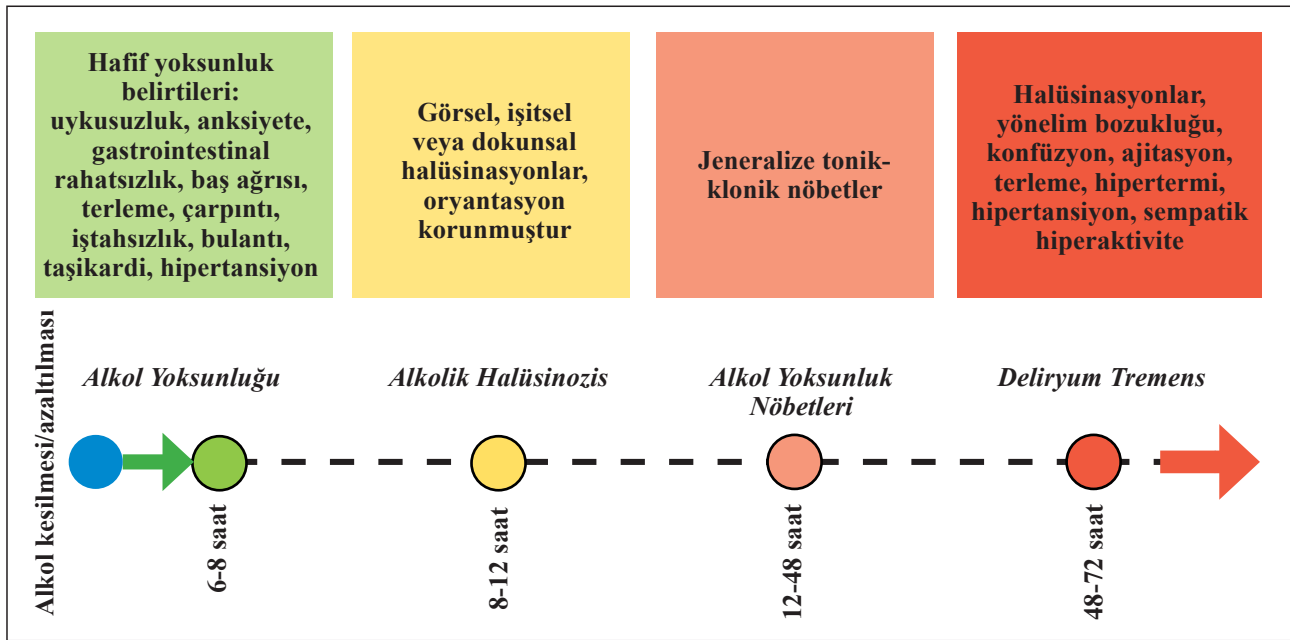 Hafif yoksunluk
belirtileri:
uykusuzluk, anksiyete,
gastrointestinal
rahatsızlık, baş ağrısı,
terleme, çarpıntı,
iştahsızlık, bulantı,
taşikardi, hipertansiyon
Görsel, işitsel
veya dokunsal
halüsinasyonlar,
oryantasyon
korunmuştur
Jeneralize tonik-
klonik nöbetler
Halüsinasyonlar,
yönelim bozukluğu,
konfüzyon, ajitasyon,
terleme, hipertermi,
hipertansiyon, sempatik
hiperaktivite
Alkol kesilmesi/azaltılması
Alkol Yoksunluğu
Alkolik Halüsinozis
Alkol Yoksunluk
Nöbetleri
Deliryum Tremens
6-8 saat
8-12 saat
12-48 saat
48-72 saat